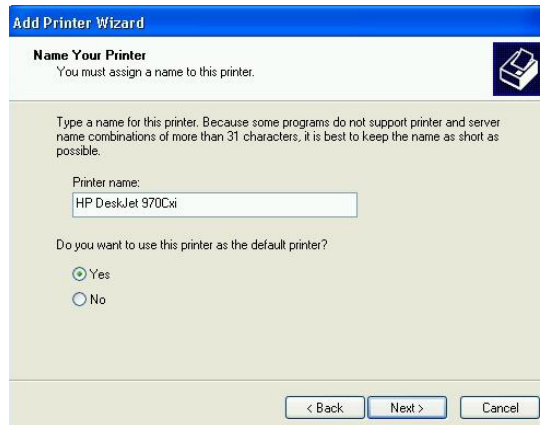 Add Printer Wizard
Name Your Printer
You must assign a name to this printer.
Type a name for this printer. Because some programs do not support printer and server
name combinations of more than 31 characters, it is best to keep the name as short as
possible.
Printer name:
HP DeskJet 970Cxi
Do you want to use this printer as the default printer?
Yes
No
< Back Next > Cancel